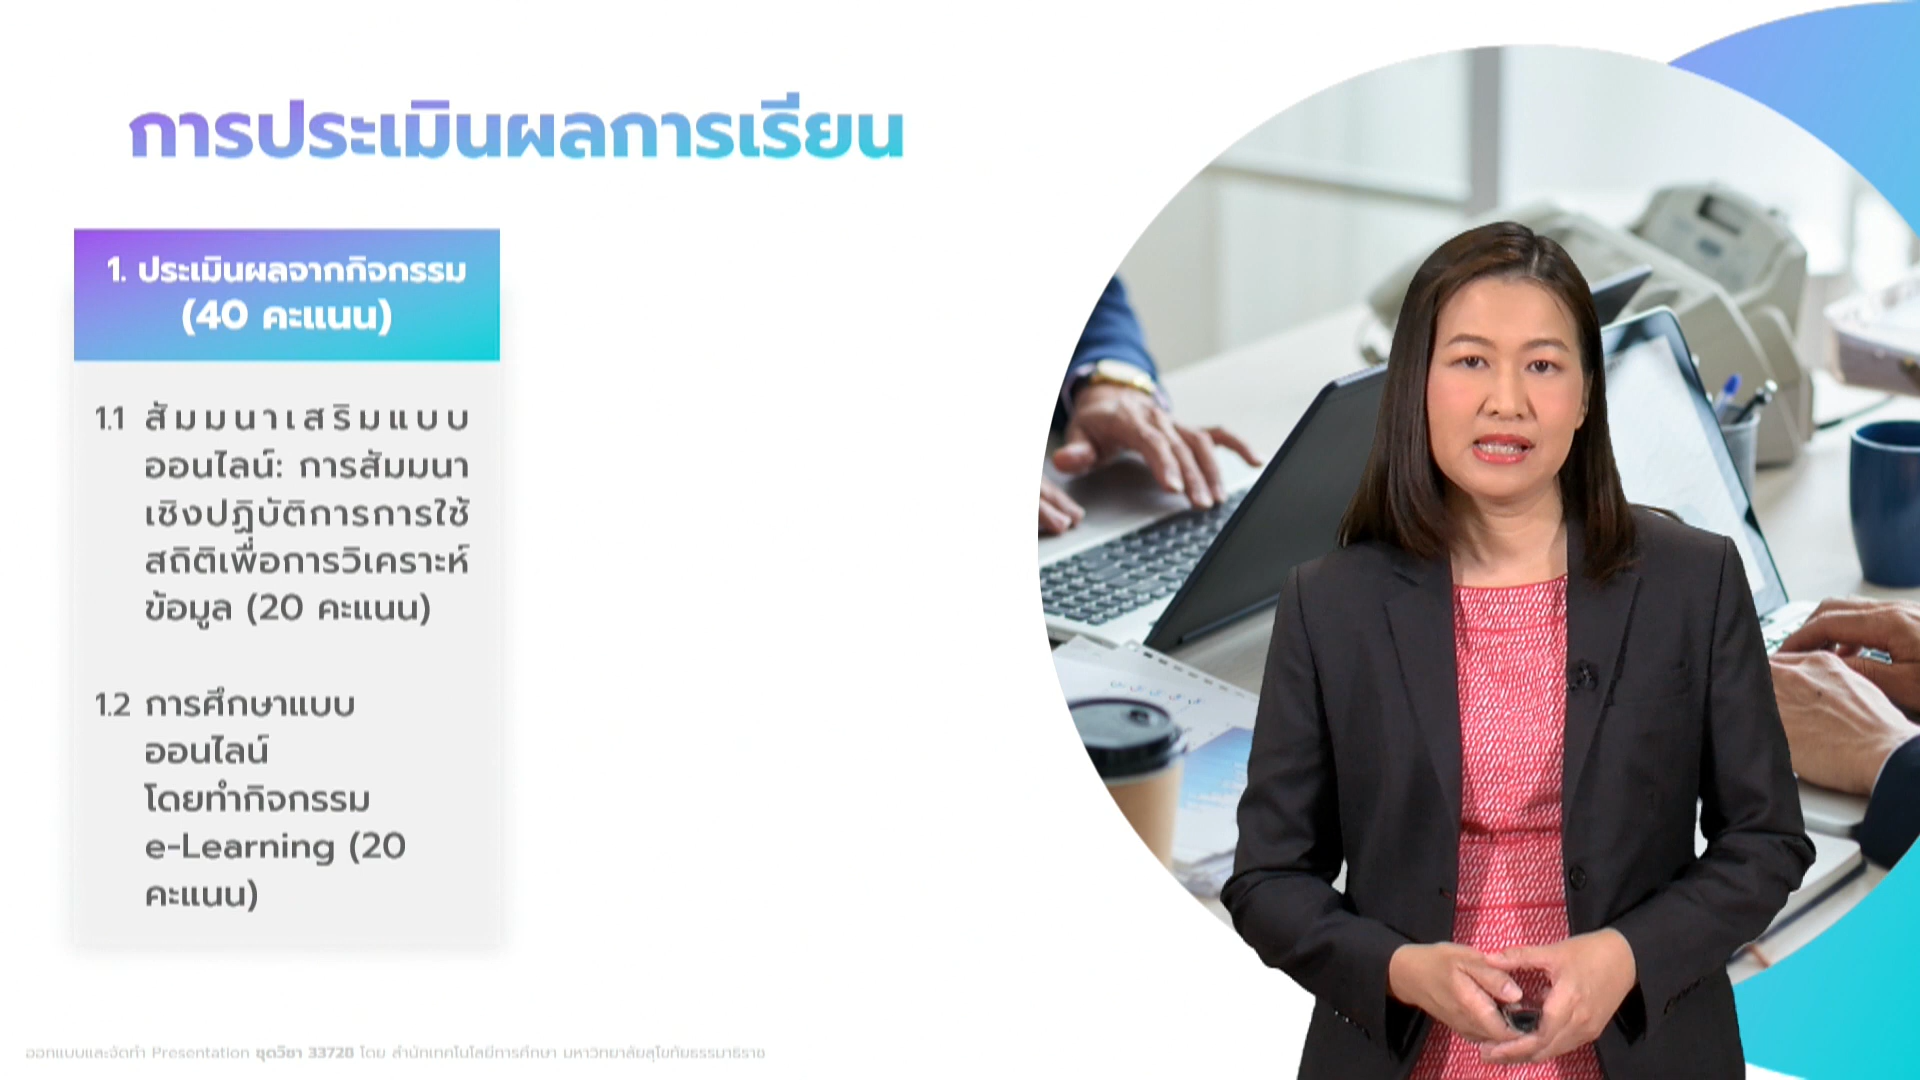 การประเมินผลการเรียน
1. ประเมินผลจากกิจกรรม
(40 คะแนน)
1.1 สัมมนาเสริมแบบ
ออนไลน์: การสัมมนา
เชิงปฏิบัติการการใช้
สถิติเพื่อการวิเคราะห์
ข้อมูล (20 คะแนน)
1.2 การศึกษาแบบ
ออนไลน์
โดยทำกิจกรรม
e-Learning (20
คะแนน)
ออกแบบและจัดทำ Presentation ชุดวิชา 33728 โดย สำนักเทคโนโลยีการศึกษา มหาวิทยาลัยสุโขทัยธรรมาธิราช